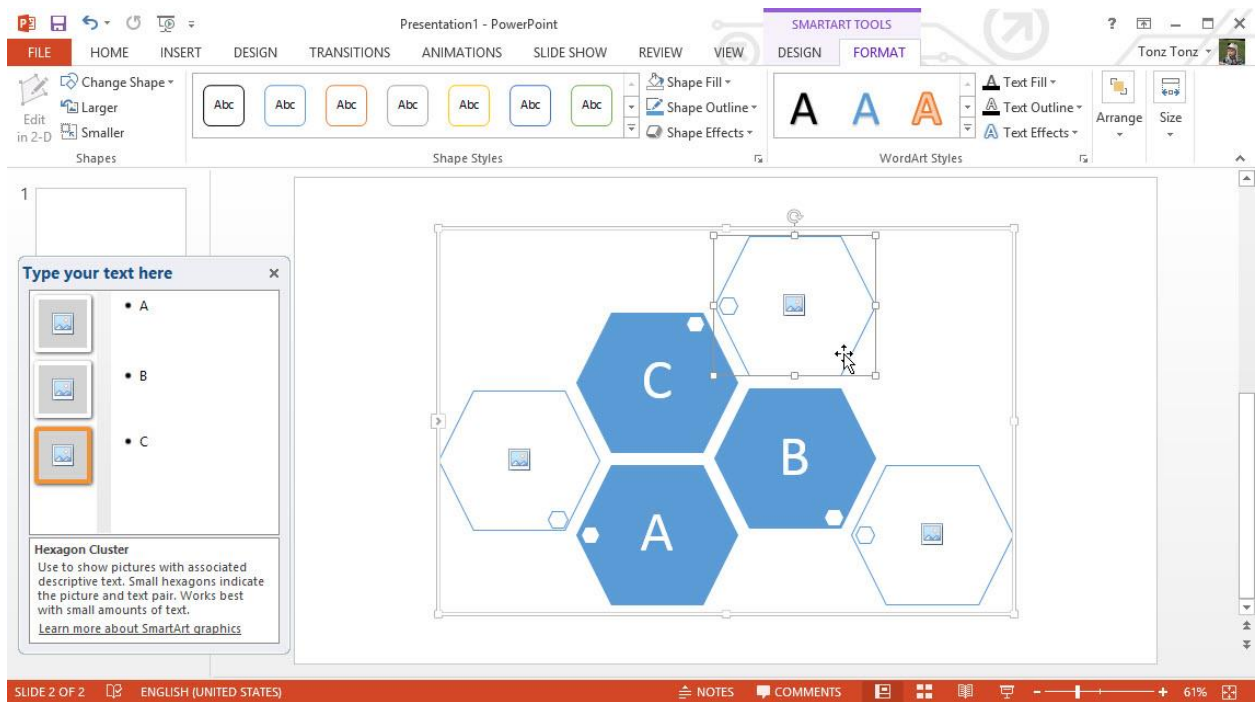 Presentation1 - PowerPoint
SMARTART TOOLS
?
FILE HOME INSERT DESIGN TRANSITIONS ANIMATIONS SLIDE SHOW REVIEW VIEW DESIGN FORMAT Tonz Tonz
Edit in 2-D
Change Shape
Larger
Smaller
Shapes
Abc Abc Abc Abc Abc Abc Abc
Shape Fill
Shape Outline
Shape Effects
Shape Styles
A A A
Text Fill
Text Outline
Text Effects
WordArt Styles
Arrange
Size
1
Type your text here
• A
• B
• C
Hexagon Cluster
Use to show pictures with associated
descriptive text. Small hexagons indicate
the picture and text pair. Works best
with small amounts of text.
Learn more about SmartArt graphics
C
B
A
SLIDE 2 OF 2 ENGLISH (UNITED STATES) NOTES COMMENTS 61%